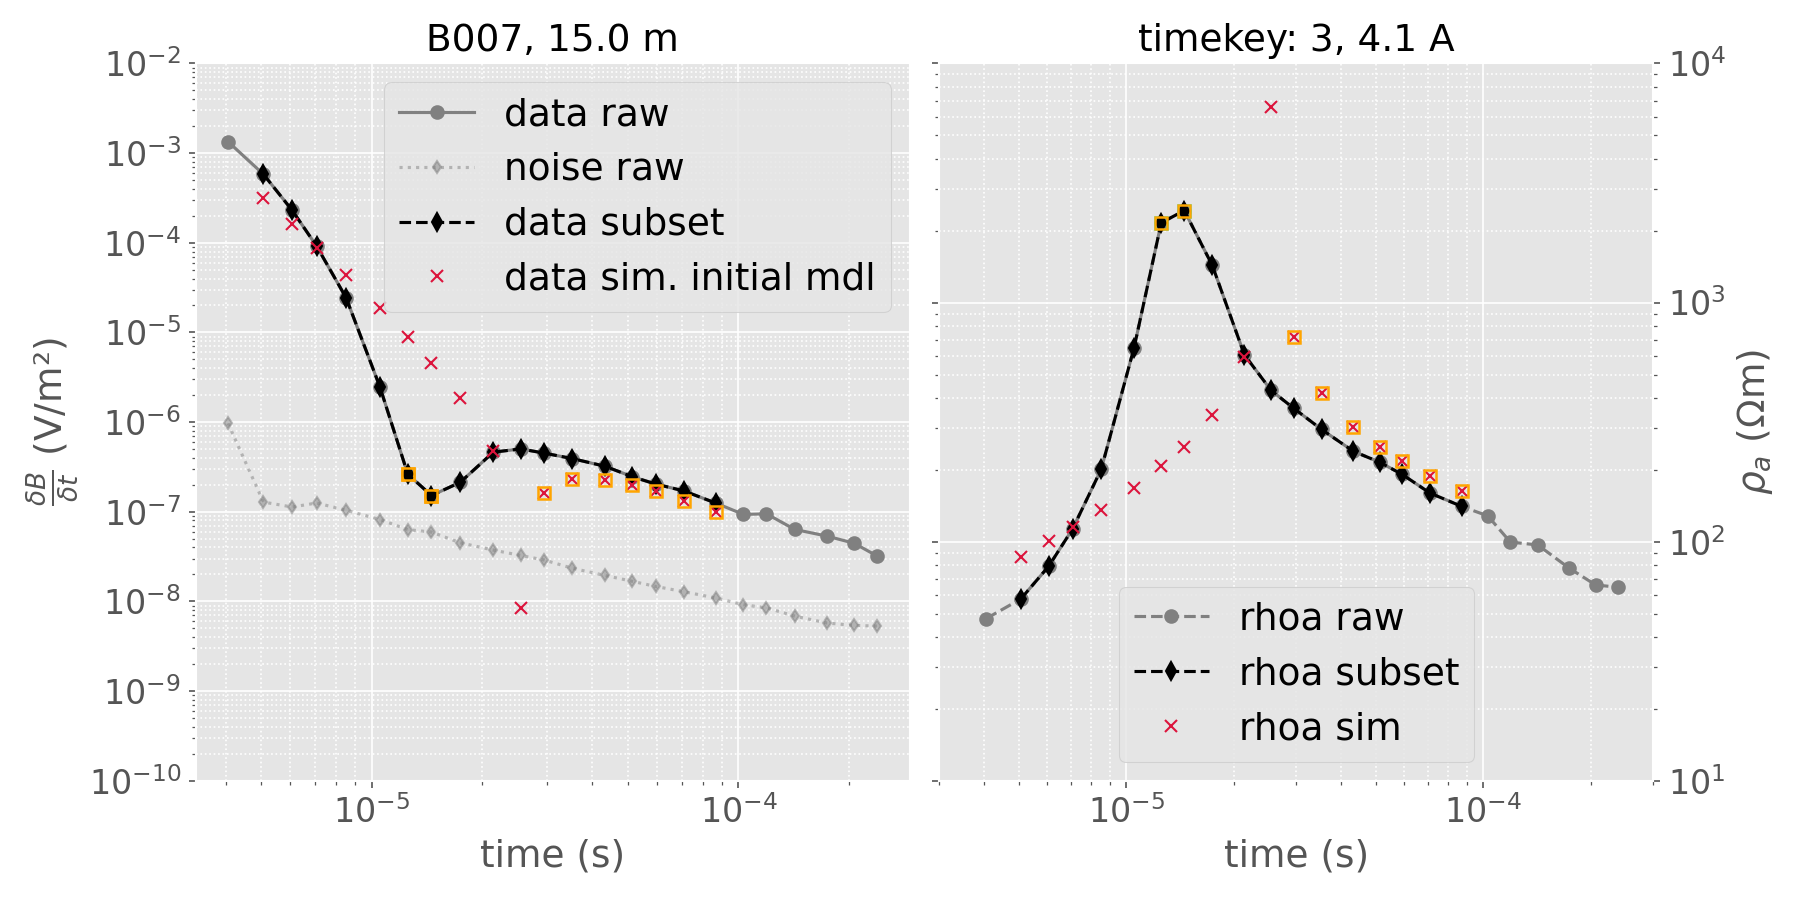 B007, 15.0 m
timekey: 3, 4.1 A
10⁻²
10⁻³
10⁻⁴
10⁻⁵
10⁻⁶
10⁻⁷
10⁻⁸
10⁻⁹
10⁻¹⁰
δB/δt (V/m²)
data raw
noise raw
data subset
data sim. initial mdl
10⁻⁵
10⁻⁴
time (s)
rhoa raw
rhoa subset
rhoa sim
10⁻⁵
10⁻⁴
time (s)
10⁴
10³
10²
10¹
ρₐ (Ωm)